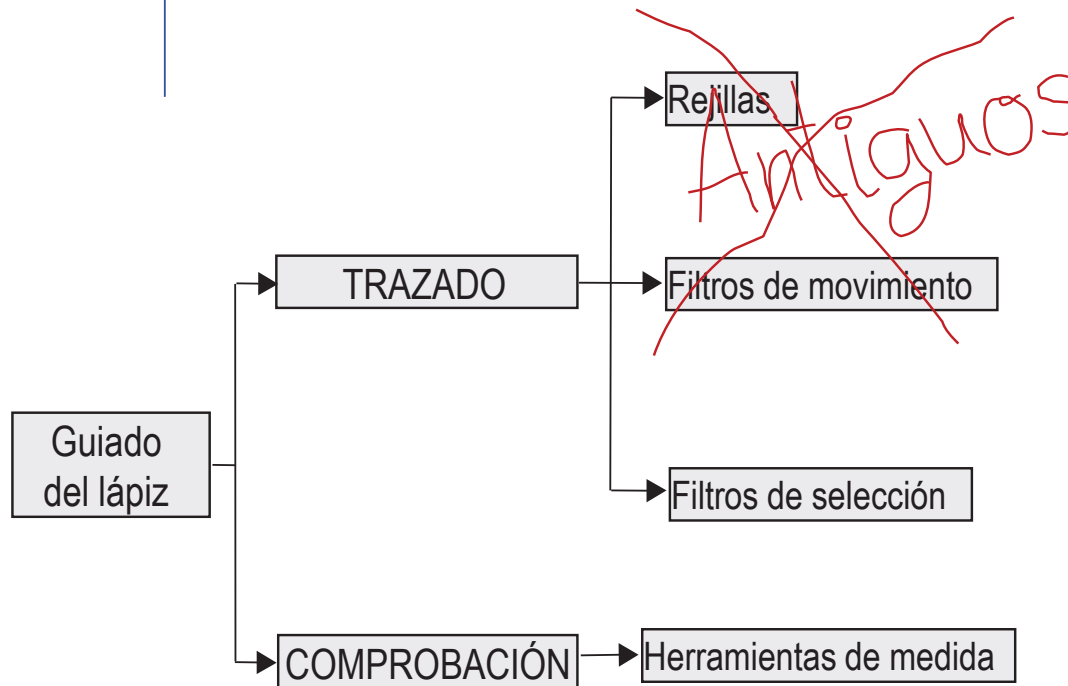 Rejillas
Antiguos
TRAZADO
Filtros de movimiento
Guiado
del lápiz
Filtros de selección
COMPROBACIÓN
Herramientas de medida